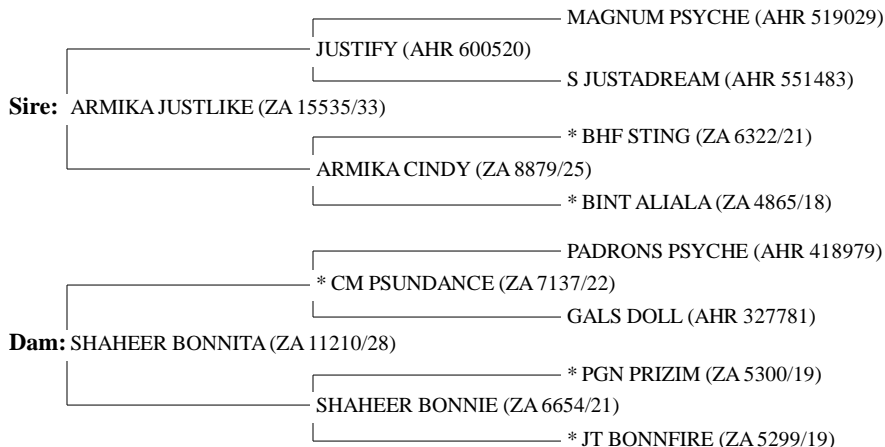 MAGNUM PSYCHE (AHR 519029)
JUSTIFY (AHR 600520)
S JUSTADREAM (AHR 551483)
Sire: ARMIKA JUSTLIKE (ZA 15535/33)
* BHF STING (ZA 6322/21)
ARMIKA CINDY (ZA 8879/25)
* BINT ALIALA (ZA 4865/18)
PADRONS PSYCHE (AHR 418979)
* CM PSUNDANCE (ZA 7137/22)
GALS DOLL (AHR 327781)
Dam: SHAHEER BONNITA (ZA 11210/28)
* PGN PRIZIM (ZA 5300/19)
SHAHEER BONNIE (ZA 6654/21)
* JT BONNFIRE (ZA 5299/19)